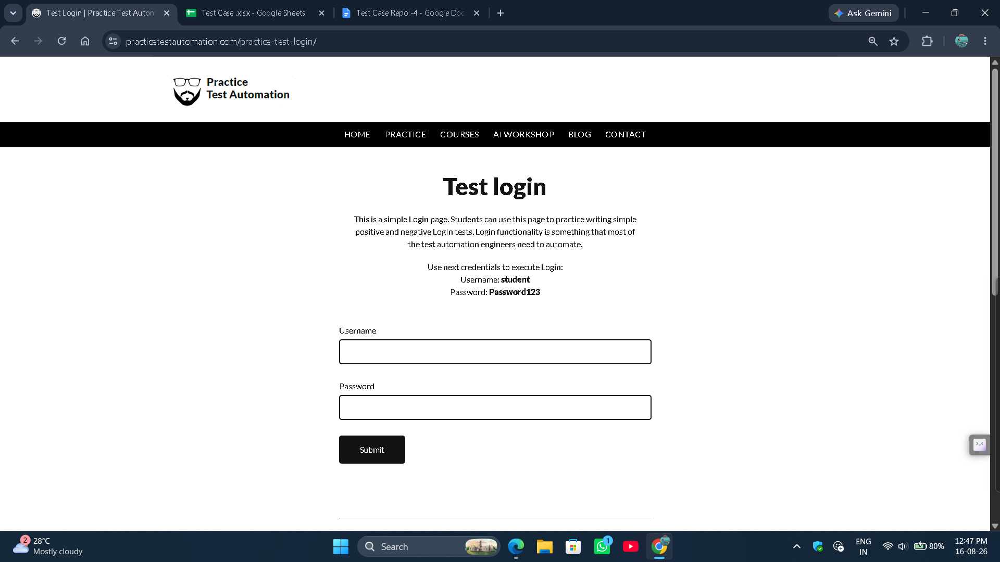 Test Login | Practice Test Autom
Test Case .xlsx - Google Sheets
Test Case Repo:-4 - Google Doc
Ask Gemini
practicetestautomation.com/practice-test-login/
Practice
Test Automation
HOME PRACTICE COURSES AI WORKSHOP BLOG CONTACT
Test login
This is a simple Login page. Students can use this page to practice writing simple
positive and negative LogIn tests. Login functionality is something that most of
the test automation engineers need to automate.
Use next credentials to execute Login:
Username: student
Password: Password123
Username
Password
Submit
2
28°C
Mostly cloudy
Search
1
ENG
IN
80%
12:47 PM
16-08-26